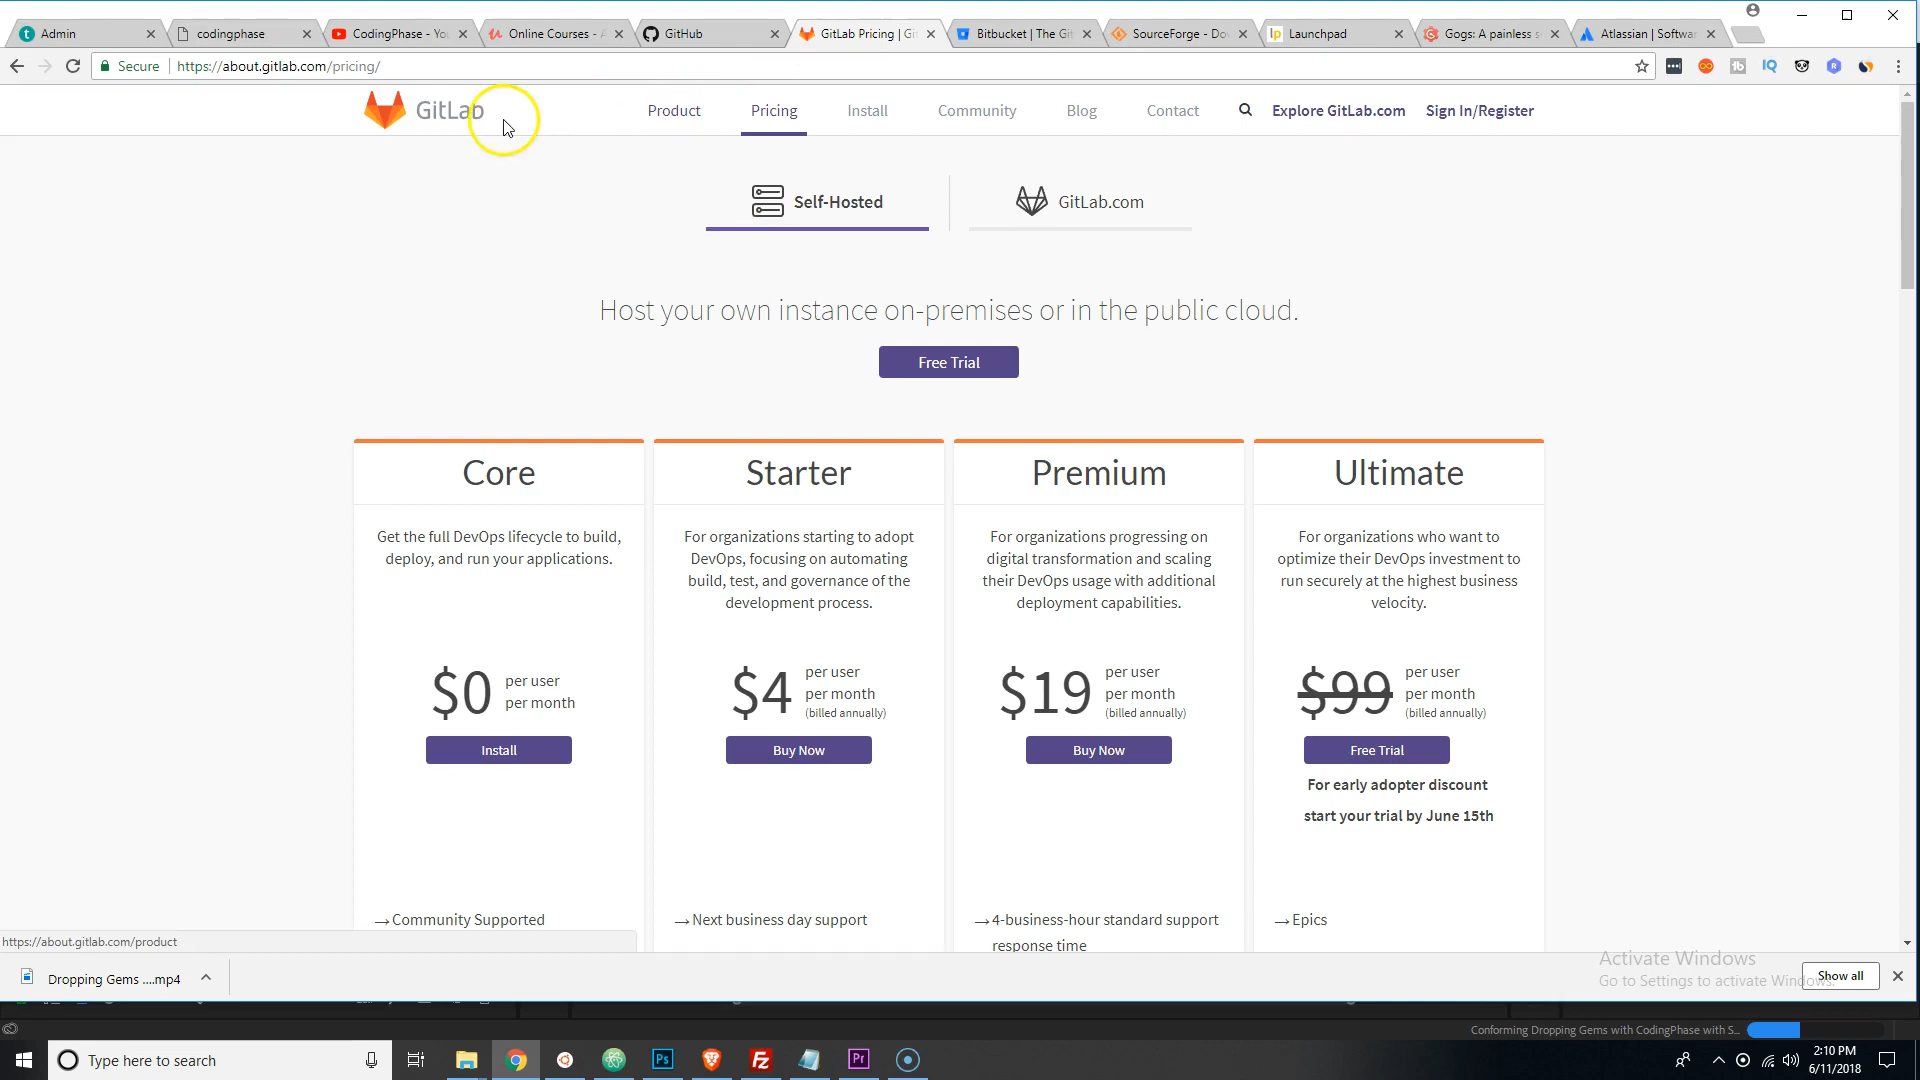 Admin
codingphase
CodingPhase - You
Online Courses - A
GitHub
GitLab Pricing | Git
Bitbucket | The Git
SourceForge - Dow
Launchpad
Gogs: A painless s
Atlassian | Softwar
Secure https://about.gitlab.com/pricing/
GitLab
Product
Pricing
Install
Community
Blog
Contact
Explore GitLab.com
Sign In/Register
Self-Hosted
GitLab.com
Host your own instance on-premises or in the public cloud.
Free Trial
Core
Get the full DevOps lifecycle to build,
deploy, and run your applications.
$0 per user
per month
Install
→Community Supported
Starter
For organizations starting to adopt
DevOps, focusing on automating
build, test, and governance of the
development process.
$4 per user
per month
(billed annually)
Buy Now
→Next business day support
Premium
For organizations progressing on
digital transformation and scaling
their DevOps usage with additional
deployment capabilities.
$19 per user
per month
(billed annually)
Buy Now
→4-business-hour standard support
response time
Ultimate
For organizations who want to
optimize their DevOps investment to
run securely at the highest business
velocity.
$99 per user
per month
(billed annually)
Free Trial
For early adopter discount
start your trial by June 15th
→Epics
https://about.gitlab.com/product
Activate Windows
Go to Settings to activate Windows.
Dropping Gems ....mp4
Show all
Conforming Dropping Gems with CodingPhase with S...
Type here to search
2:10 PM
6/11/2018